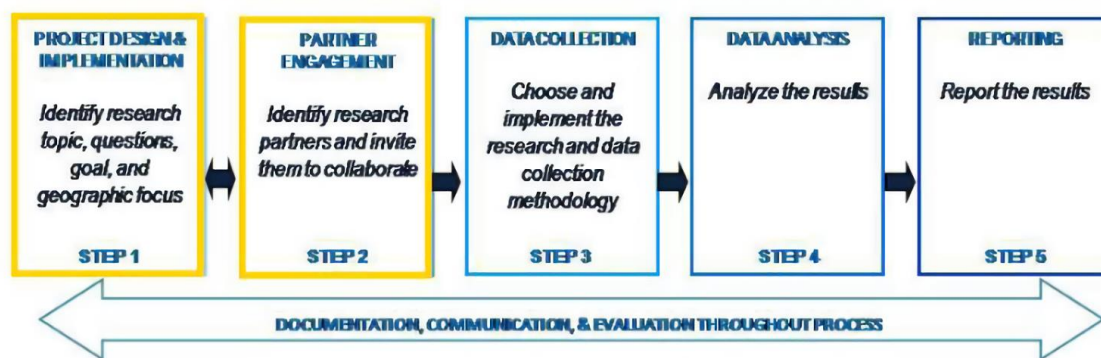 PROJECT DESIGN &
IMPLEMENTATION
Identify research
topic, questions,
goal, and
geographic focus
STEP 1
PARTNER
ENGAGEMENT
Identify research
partners and invite
them to collaborate
STEP 2
DATA COLLECTION
Choose and
implement the
research and data
collection
methodology
STEP 3
DATA ANALYSIS
Analyze the results
STEP 4
REPORTING
Report the results
STEP 5
DOCUMENTATION, COMMUNICATION, & EVALUATION THROUGHOUT PROCESS